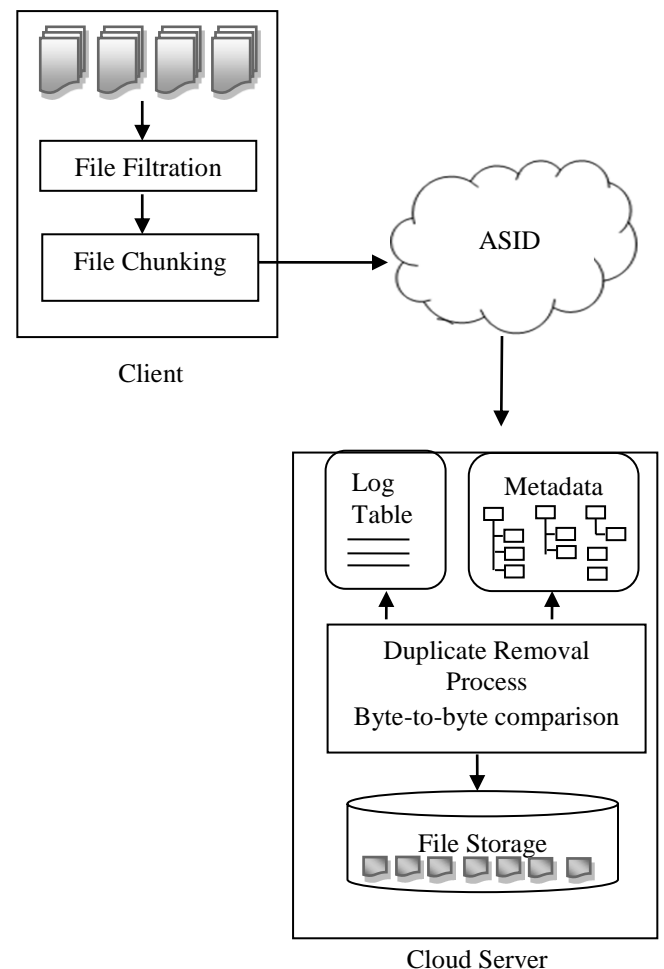 File Filtration
File Chunking
ASID
Client
Log
Table
Metadata
Duplicate Removal
Process
Byte-to-byte comparison
File Storage
Cloud Server